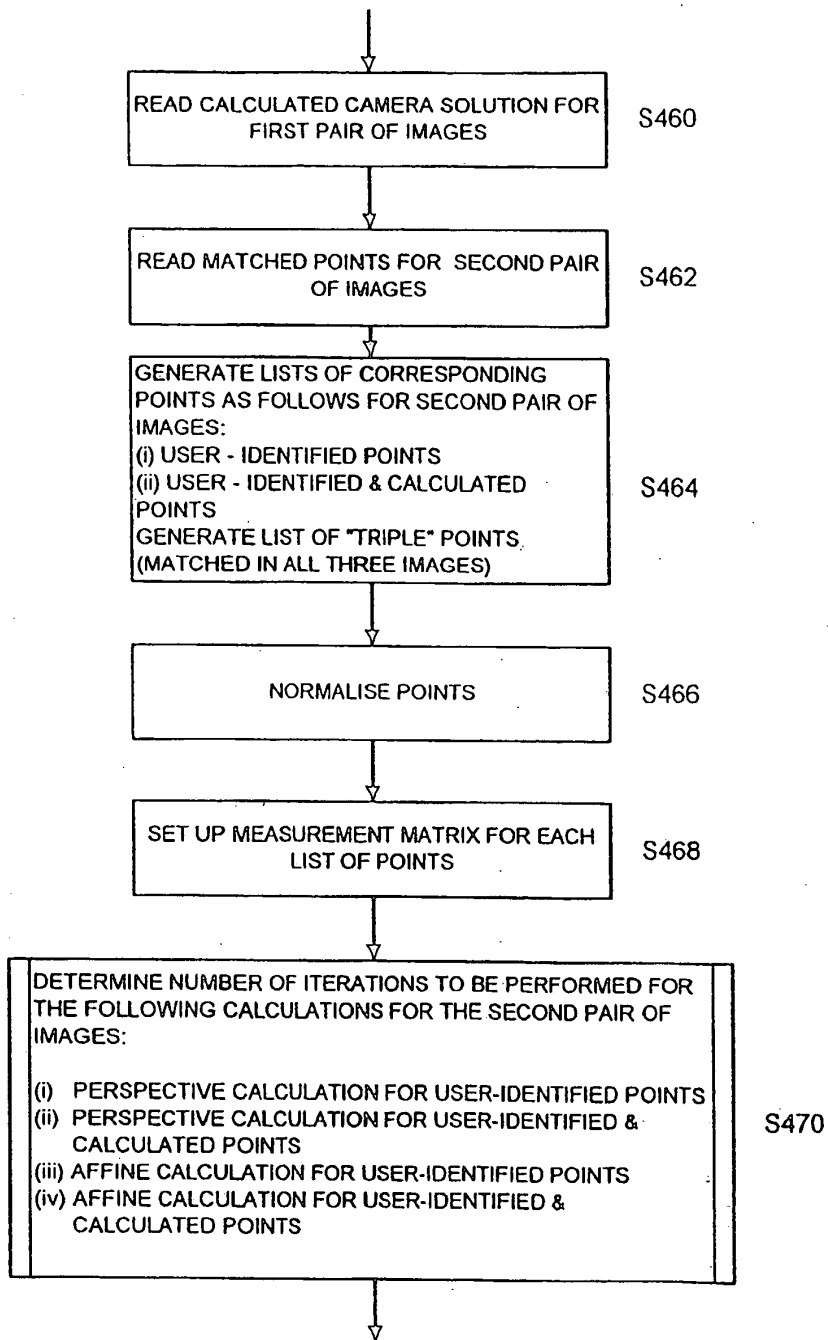 READ CALCULATED CAMERA SOLUTION FOR
FIRST PAIR OF IMAGES
S460
READ MATCHED POINTS FOR SECOND PAIR
OF IMAGES
S462
GENERATE LISTS OF CORRESPONDING
POINTS AS FOLLOWS FOR SECOND PAIR OF
IMAGES:
(i) USER - IDENTIFIED POINTS
(ii) USER - IDENTIFIED & CALCULATED
POINTS
GENERATE LIST OF "TRIPLE" POINTS
(MATCHED IN ALL THREE IMAGES)
S464
NORMALISE POINTS
S466
SET UP MEASUREMENT MATRIX FOR EACH
LIST OF POINTS
S468
DETERMINE NUMBER OF ITERATIONS TO BE PERFORMED FOR
THE FOLLOWING CALCULATIONS FOR THE SECOND PAIR OF
IMAGES:
(i) PERSPECTIVE CALCULATION FOR USER-IDENTIFIED POINTS
(ii) PERSPECTIVE CALCULATION FOR USER-IDENTIFIED &
CALCULATED POINTS
(iii) AFFINE CALCULATION FOR USER-IDENTIFIED POINTS
(iv) AFFINE CALCULATION FOR USER-IDENTIFIED &
CALCULATED POINTS
S470